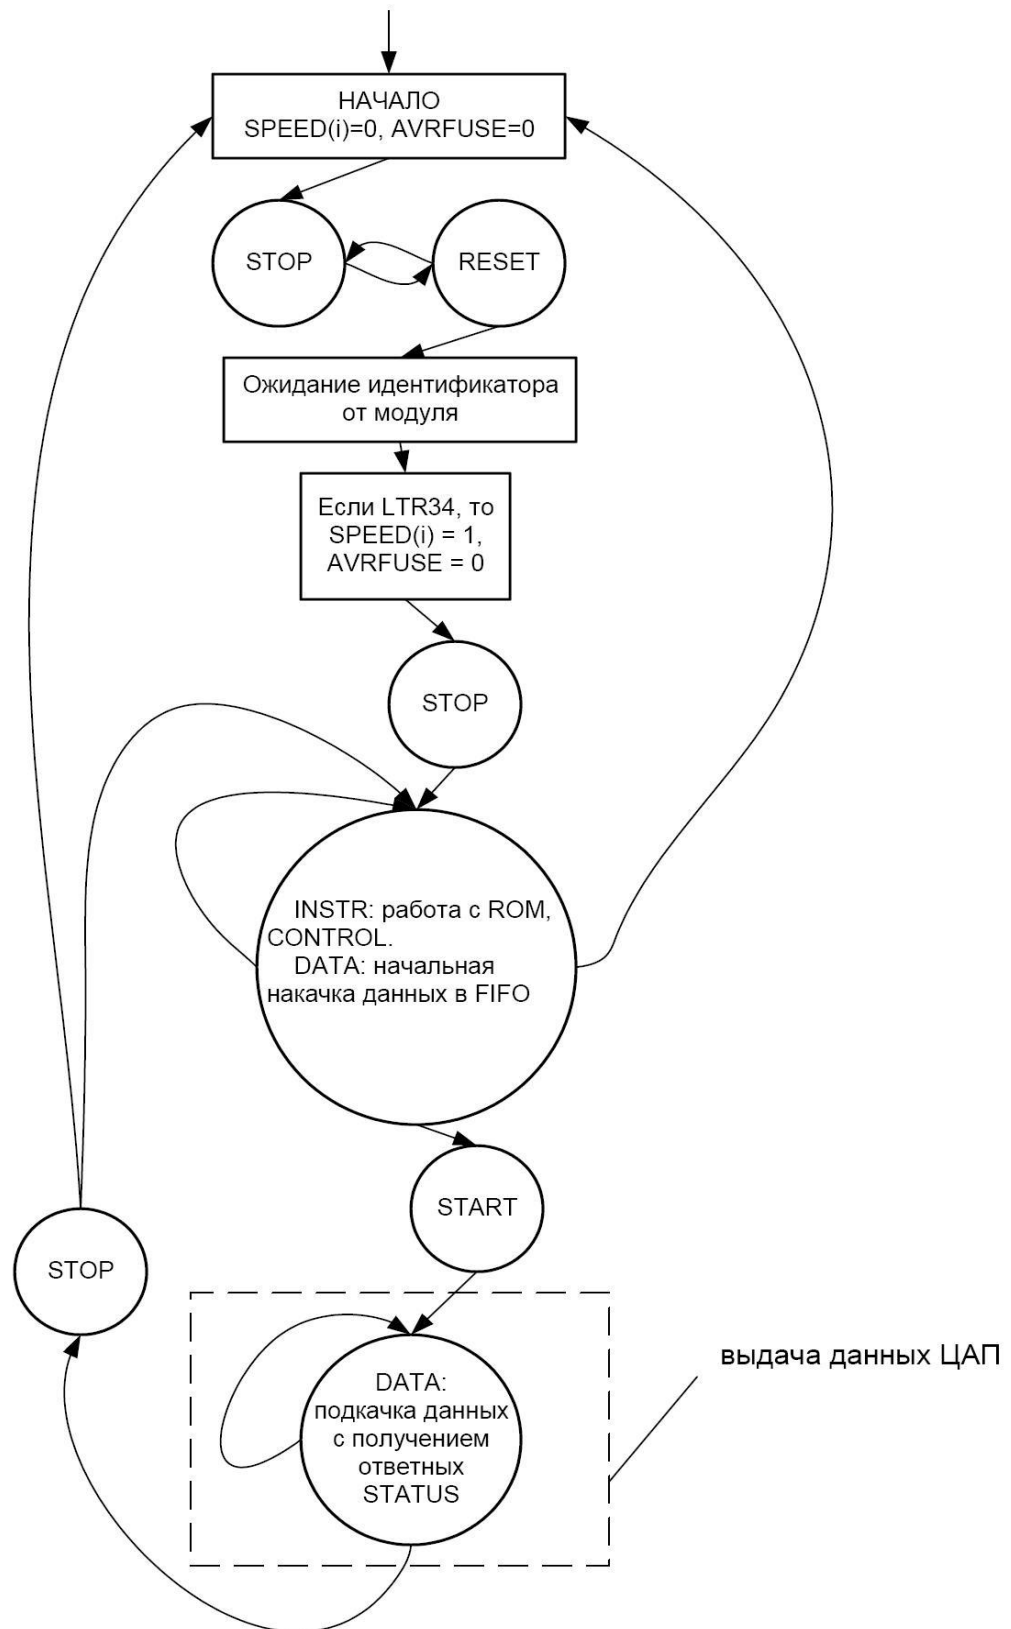 НАЧАЛО
SPEED(i)=0, AVRFUSE=0
STOP
RESET
Ожидание идентификатора
от модуля
Если LTR34, то
SPEED(i) = 1,
AVRFUSE = 0
STOP
INSTR: работа с ROM,
CONTROL.
DATA: начальная
накачка данных в FIFO
START
STOP
выдача данных ЦАП
DATA:
подкачка данных
с получением
ответных
STATUS